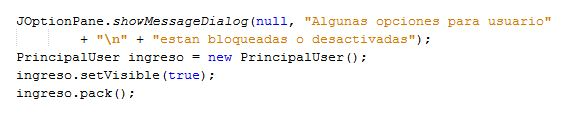 JOptionPane.showMessageDialog(null, "Algunas opciones para usuario"
+ "\n" + "estan bloqueadas o desactivadas");
PrincipalUser ingreso = new PrincipalUser();
ingreso.setVisible(true);
ingreso.pack();